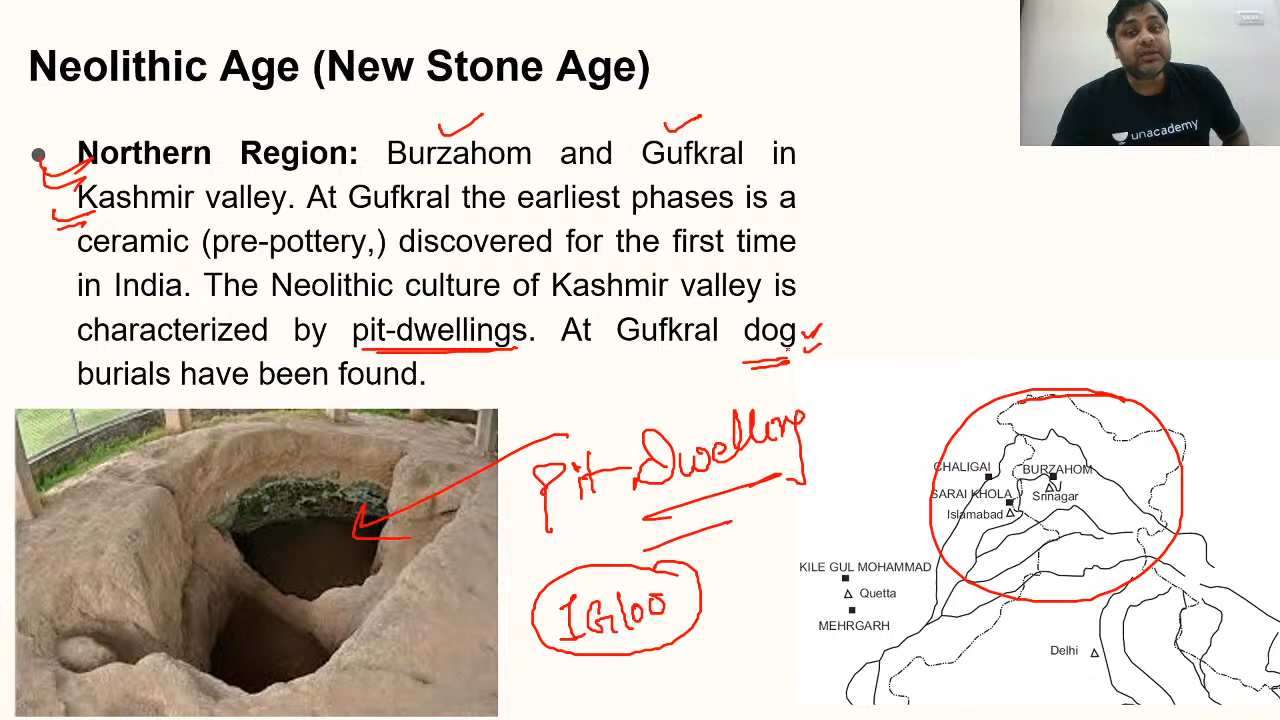 Neolithic Age (New Stone Age)
unacademy
Northern Region: Burzahom and Gufkral in
Kashmir valley. At Gufkral the earliest phases is a
ceramic (pre-pottery,) discovered for the first time
in India. The Neolithic culture of Kashmir valley is
characterized by pit-dwellings. At Gufkral dog
burials have been found.
Pit-Dwelling
IGloo
CHALIGAI
BURZAHOM
SARAI KHOLA
Srinagar
Islamabad
KILE GUL MOHAMMAD
Quetta
MEHRGARH
Delhi